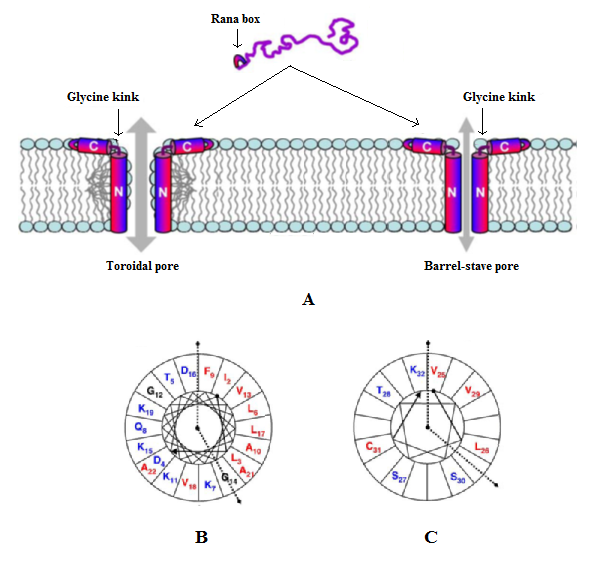 Rana box
Glycine kink
Glycine kink
C
C
C
C
N
N
N
N
Toroidal pore
Barrel-stave pore
A
D16
F9
I2
V13
L6
L17
A10
L3
A21
G14
K7
V18
K11
A22
D4
K15
Q8
K19
G12
T5
K32
V25
V29
L26
S30
S27
C31
T28
B
C